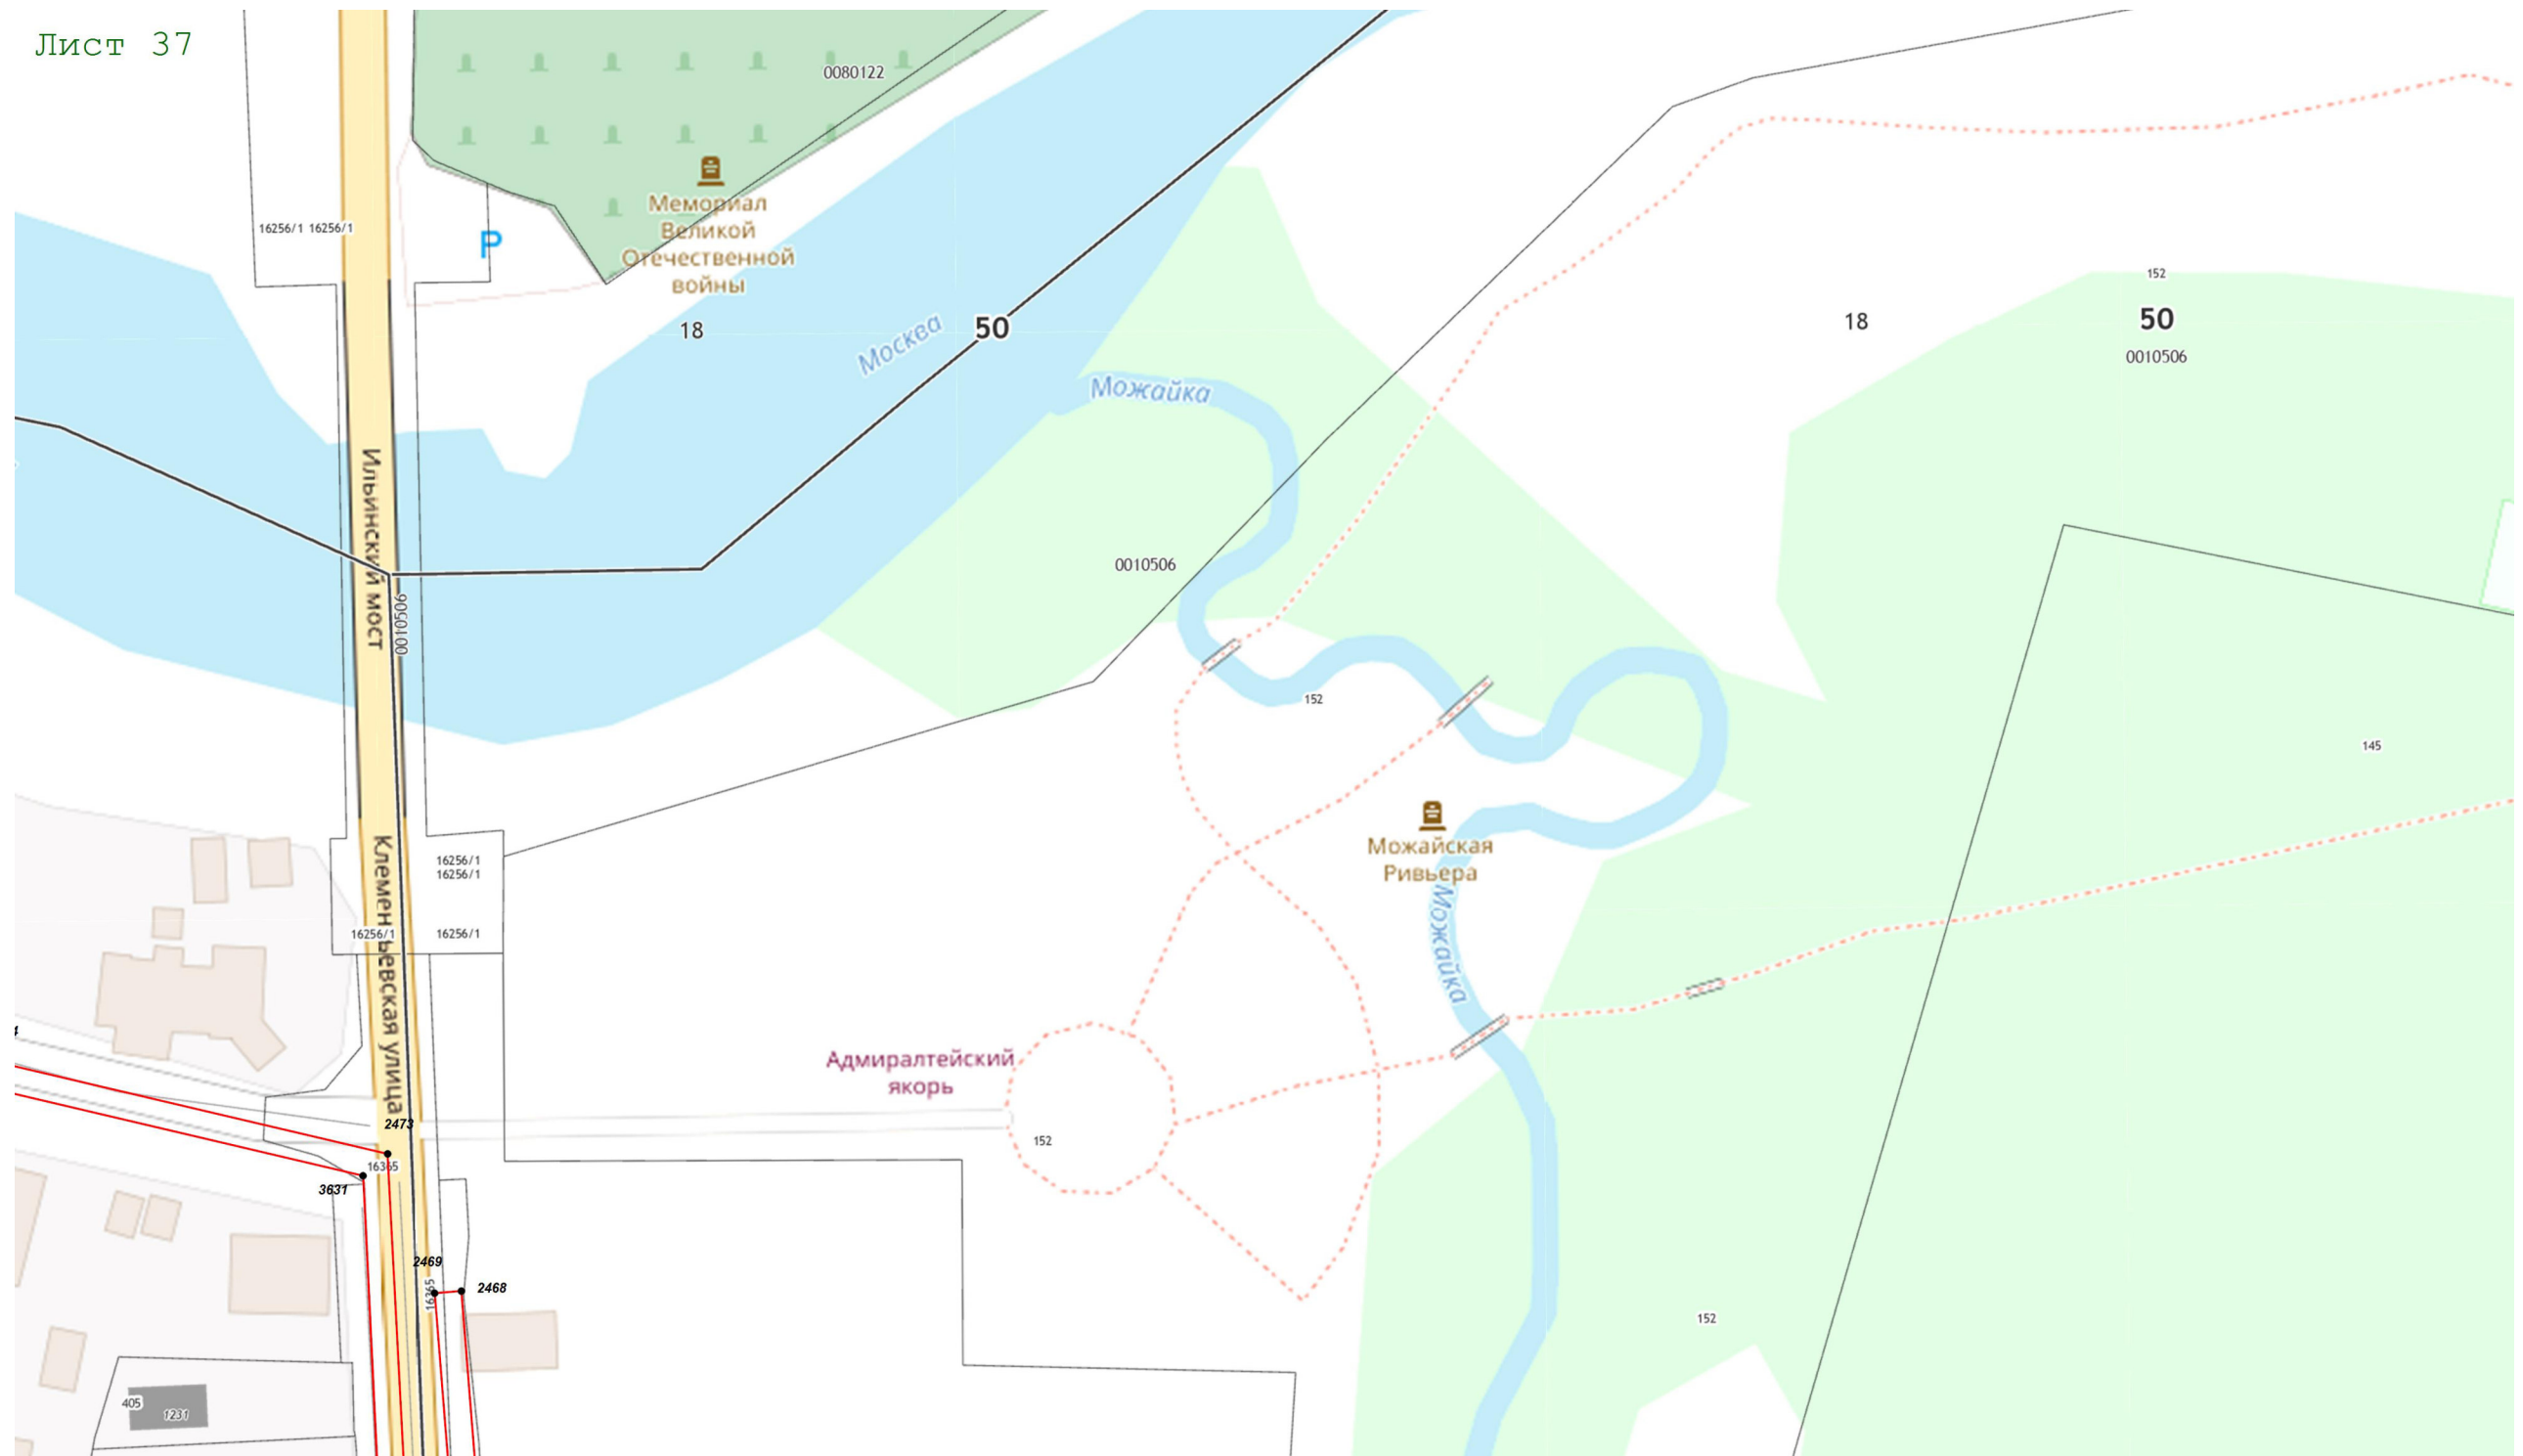 Лист 37
0080122
Мемориал
Великой
Отечественной
войны
16256/1 16256/1
P
18
50
Москва
Можайка
152
18
50
0010506
Ильинский мост
0010506
0010506
152
145
Можайская
Ривьера
Можайка
16256/1
16256/1
16256/1
16256/1
Клементьевская улица
Адмиралтейский
якорь
152
2473
16365
3631
2469
16365
2468
152
405
1231